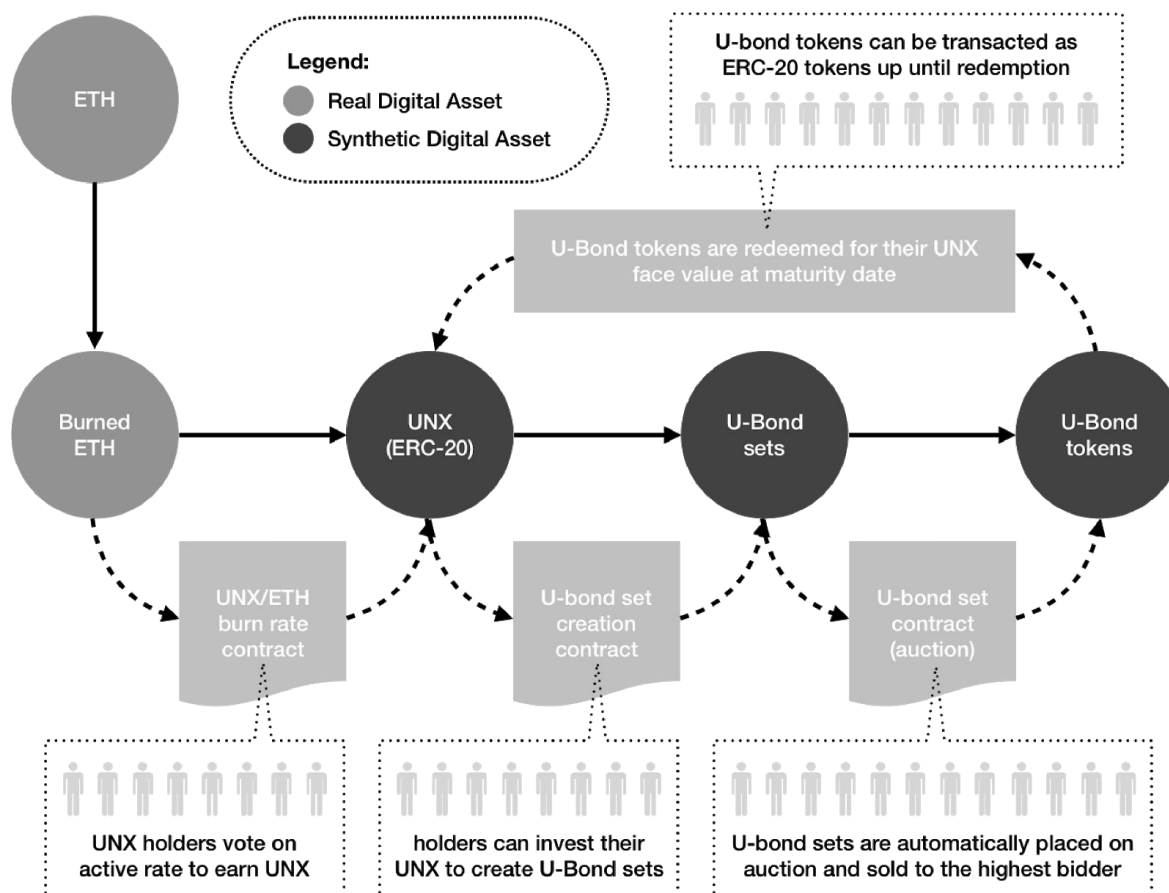 ETH
Legend:
Real Digital Asset
Synthetic Digital Asset
U-bond tokens can be transacted as
ERC-20 tokens up until redemption
U-Bond tokens are redeemed for their UNX
face value at maturity date
Burned
ETH
UNX
(ERC-20)
U-Bond
sets
U-Bond
tokens
UNX/ETH
burn rate
contract
U-bond set
creation
contract
U-bond set
contract
(auction)
UNX holders vote on
active rate to earn UNX
holders can invest their
UNX to create U-Bond sets
U-bond sets are automatically placed on
auction and sold to the highest bidder